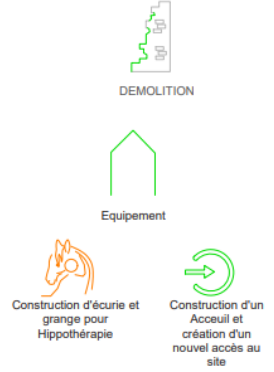 DEMOLITION
Equipement
Construction d'écurie et
grange pour
Hippothérapie
Construction d'un
Acceuil et
création d'un
nouvel accès au
site